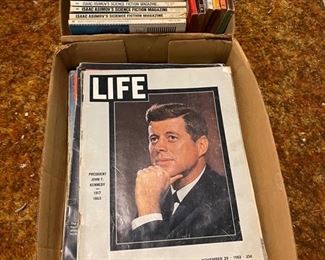 ISAAC ASIMOV'S SCIENCE FICTION MAGAZINE
ISAAC ASIMOV'S SCIENCE FICTION MAGAZINE
ISAAC ASIMOV'S SCIENCE FICTION MAGAZINE
LIFE
PRESIDENT
JOHN F.
KENNEDY
1917
1963
NOVEMBER 29 · 1963 · 25¢